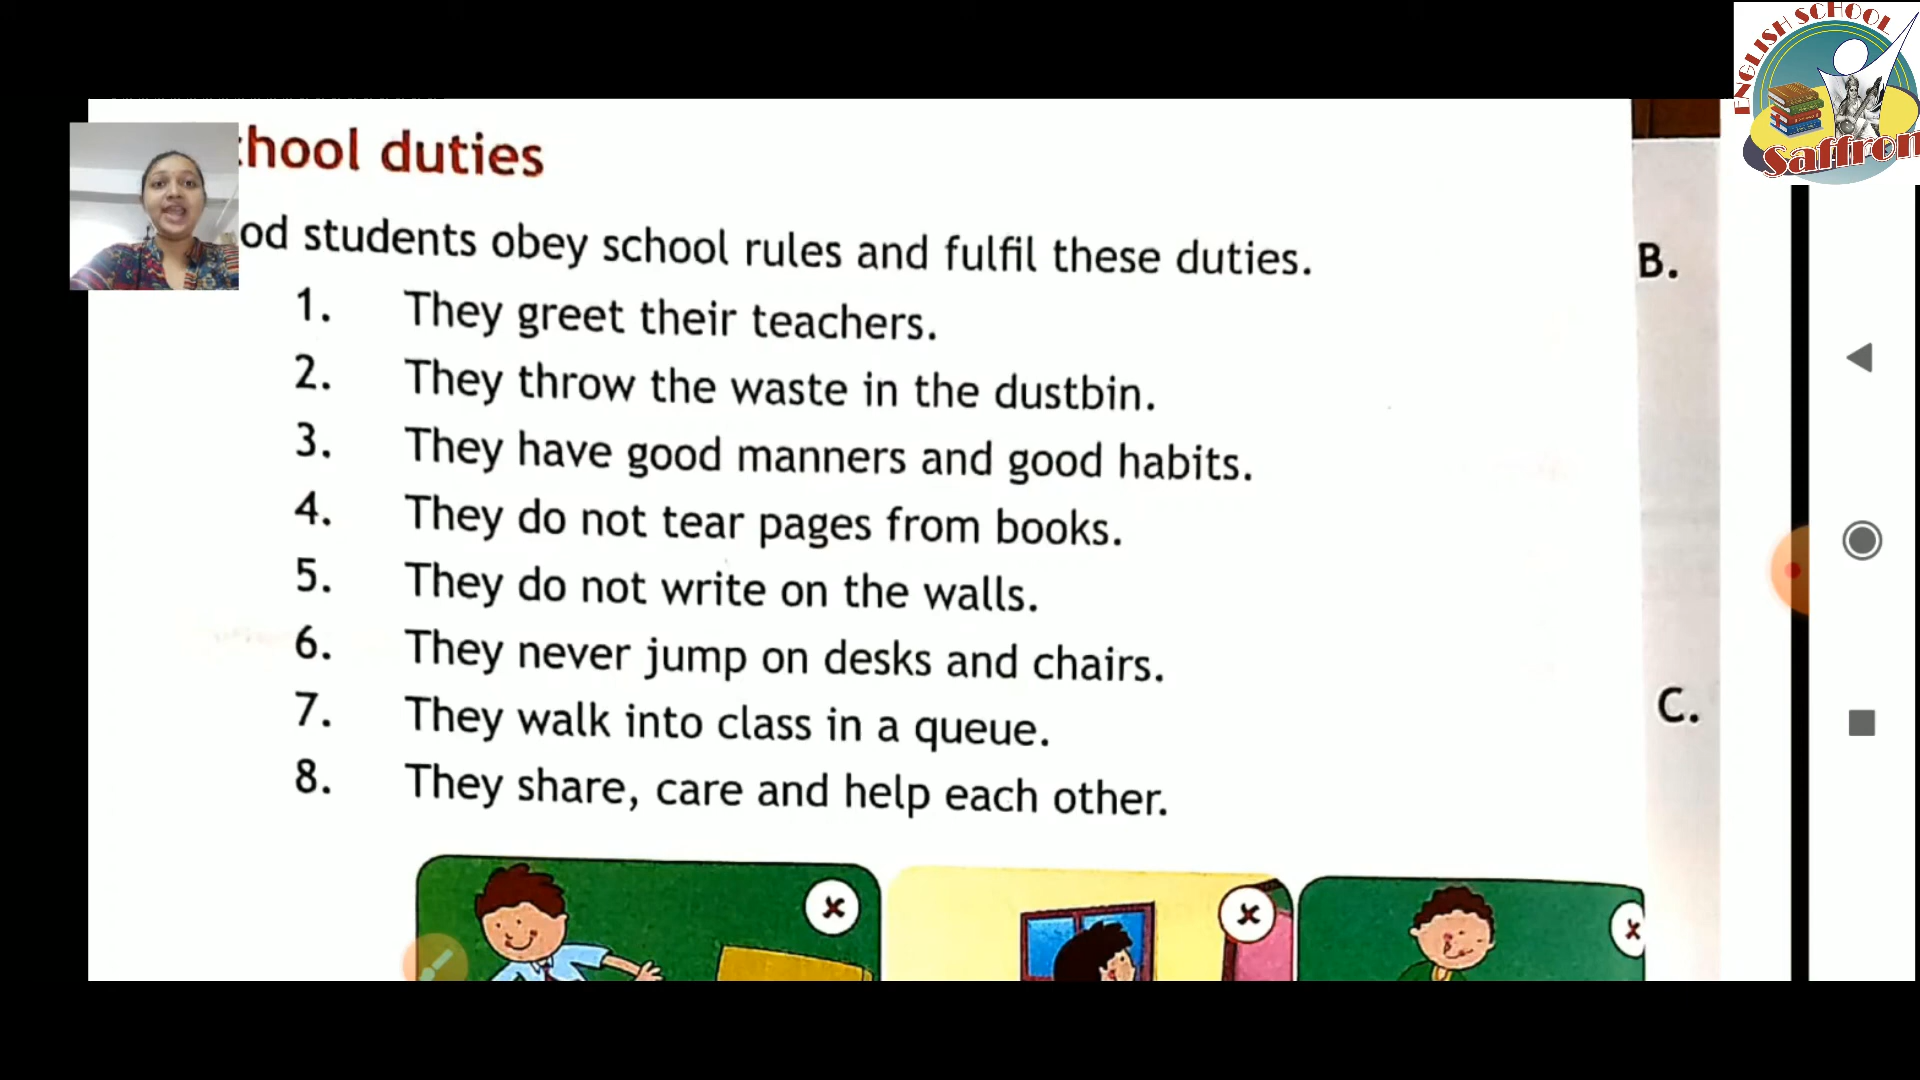 ENGLISH SCHOOL
Saffron
hool duties
od students obey school rules and fulfil these duties.
1. They greet their teachers.
2. They throw the waste in the dustbin.
3. They have good manners and good habits.
4. They do not tear pages from books.
5. They do not write on the walls.
6. They never jump on desks and chairs.
7. They walk into class in a queue.
8. They share, care and help each other.
B.
C.